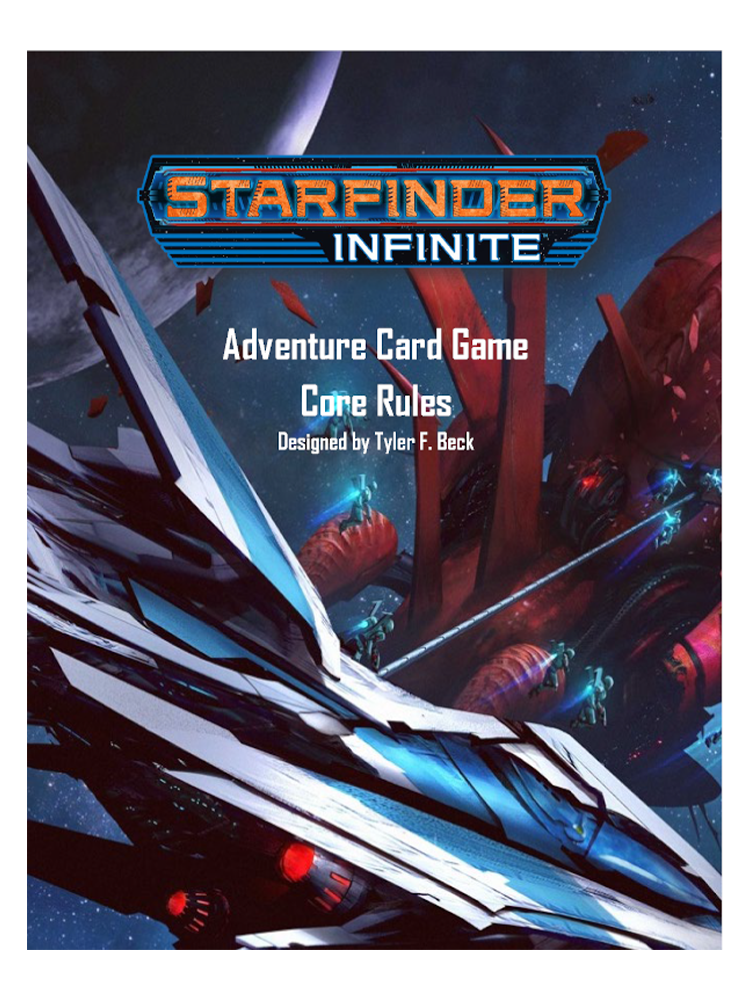 STARFINDER
INFINITE
Adventure Card Game
Core Rules
Designed by Tyler F. Beck